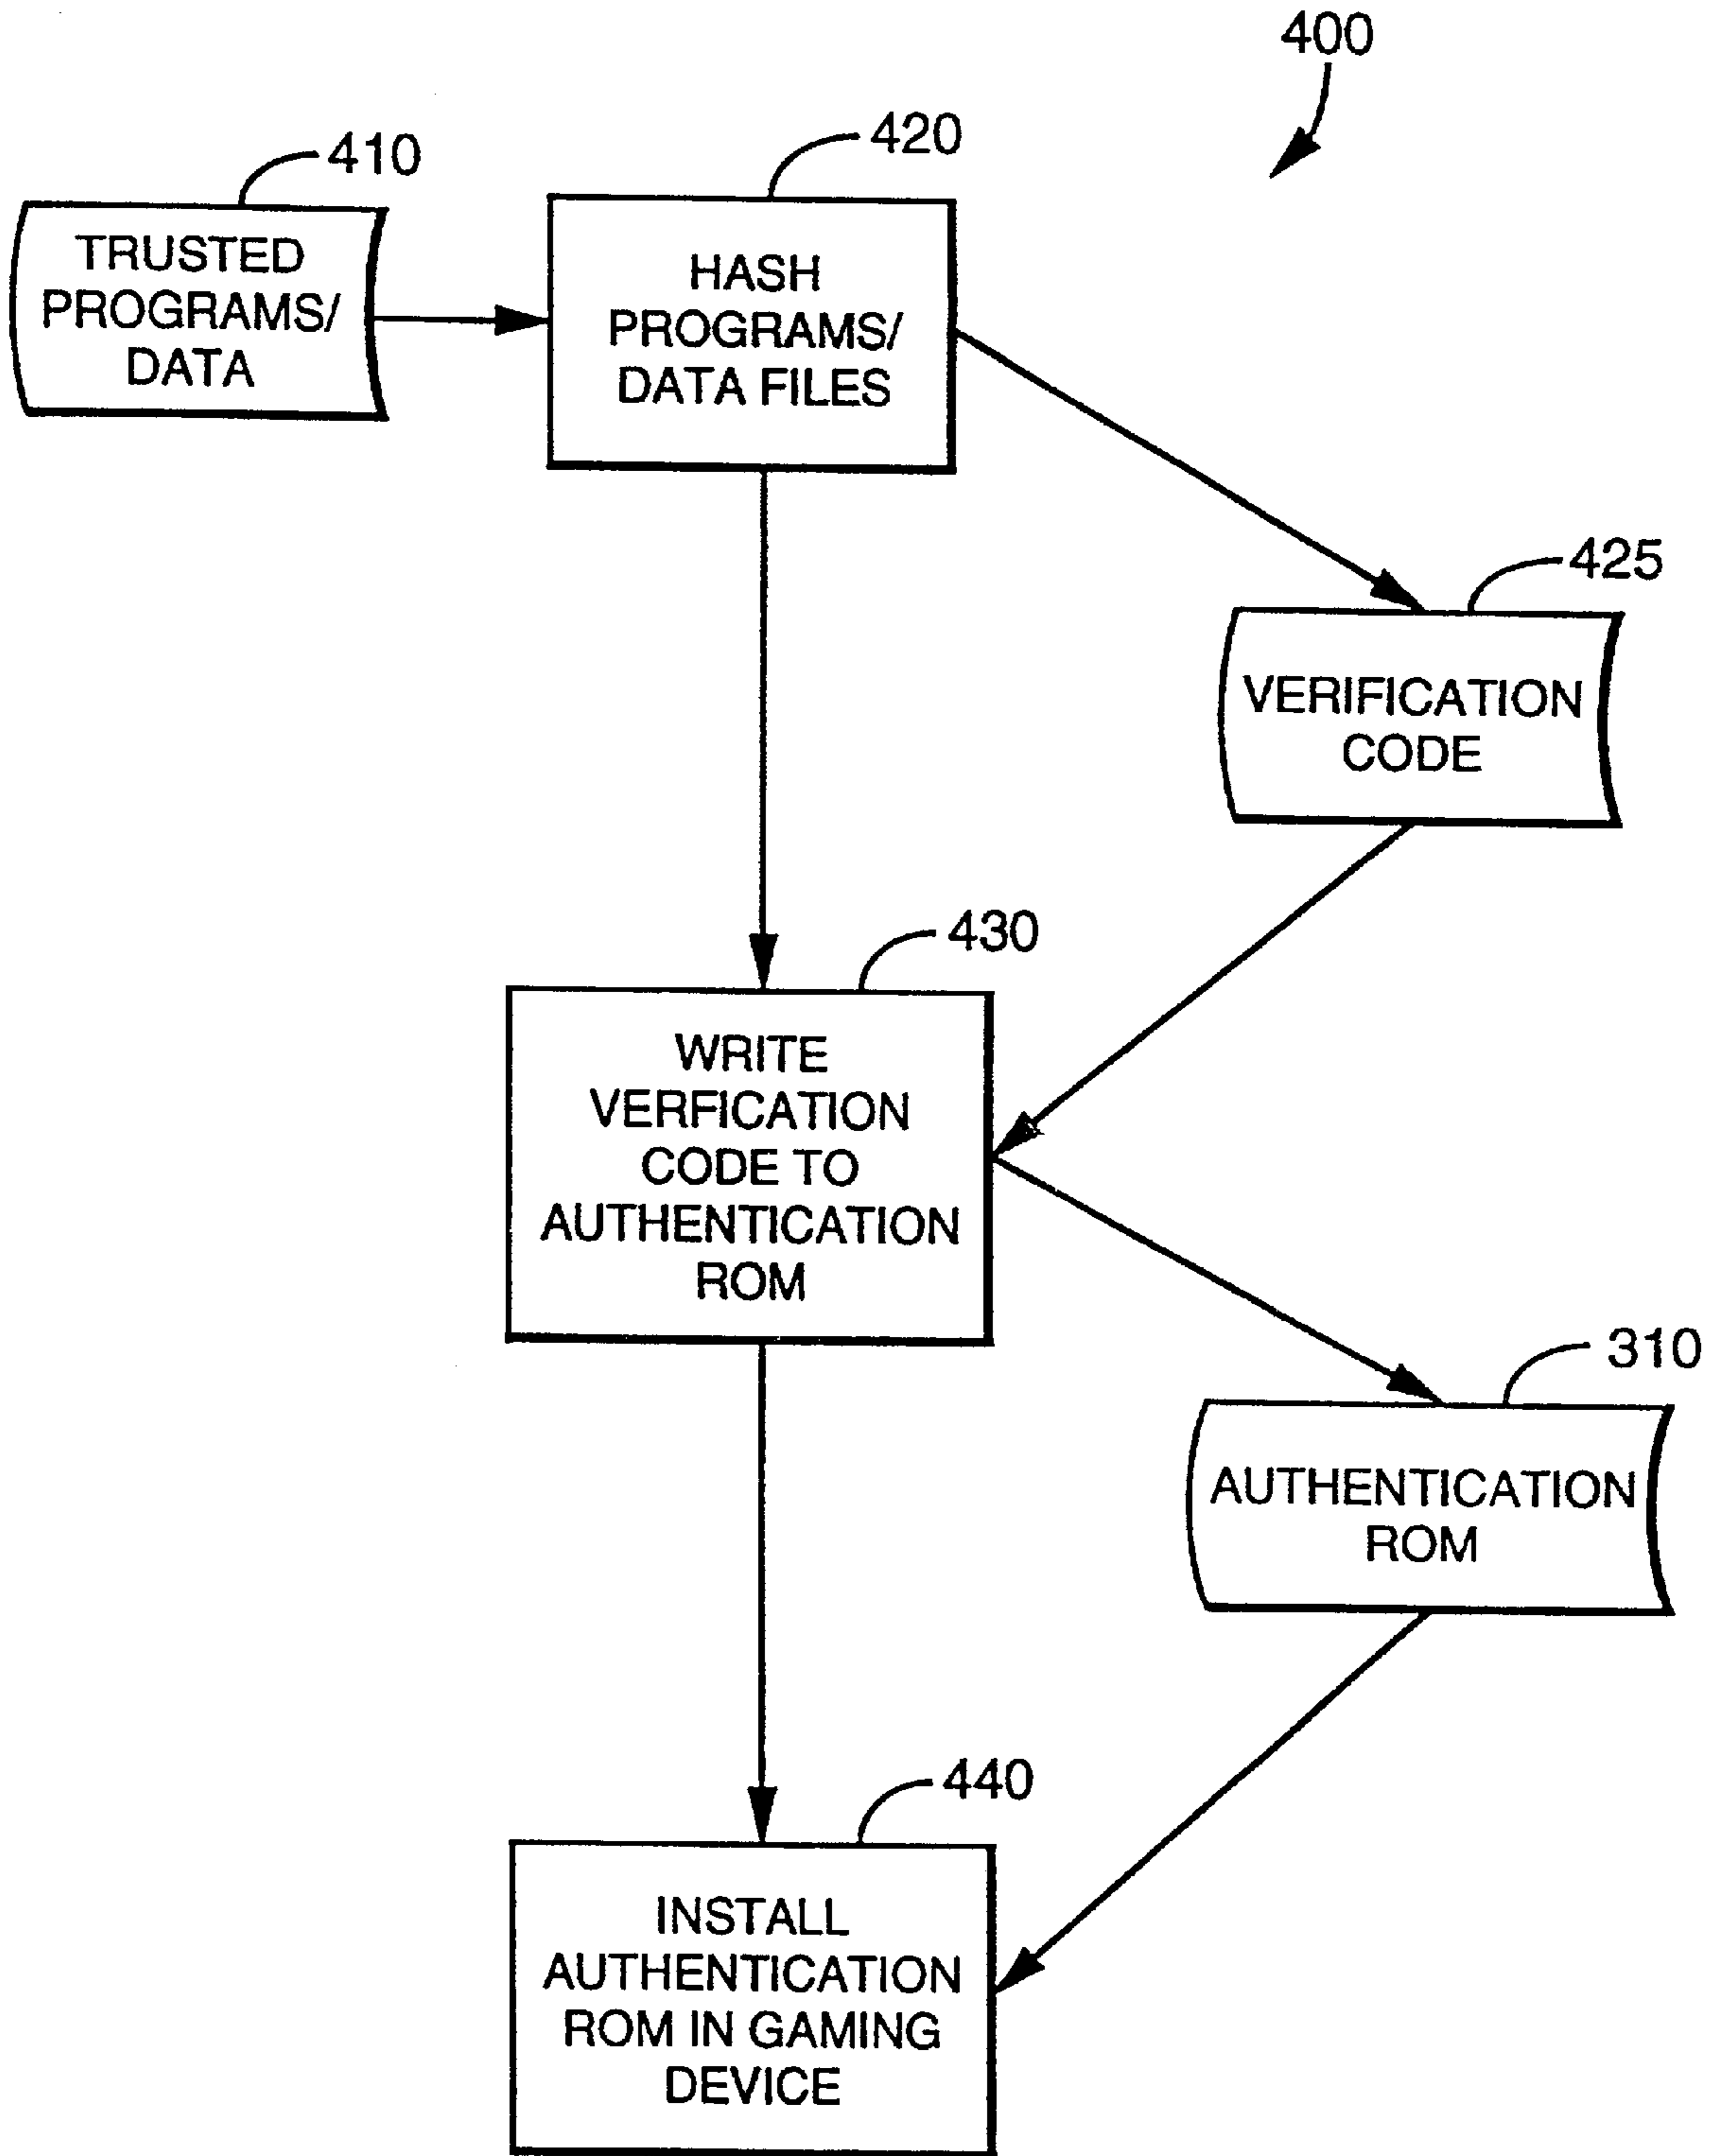 400
410
420
TRUSTED
PROGRAMS/
DATA
HASH
PROGRAMS/
DATA FILES
425
VERIFICATION
CODE
430
WRITE
VERFICATION
CODE TO
AUTHENTICATION
ROM
310
AUTHENTICATION
ROM
440
INSTALL
AUTHENTICATION
ROM IN GAMING
DEVICE